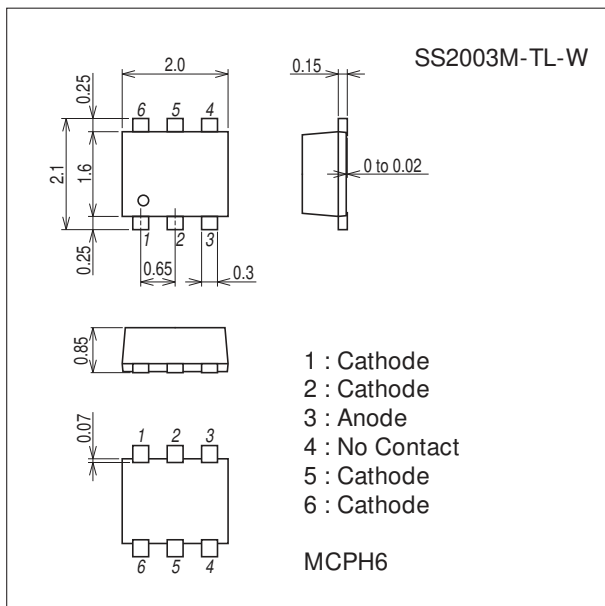 SS2003M-TL-W
2.0
0.15
0.25
6 5 4
2.1
1.6
0 to 0.02
0.25
1 2 3
0.65
0.3
0.85
1 : Cathode
2 : Cathode
3 : Anode
4 : No Contact
5 : Cathode
6 : Cathode
0.07
1 2 3
6 5 4
MCPH6